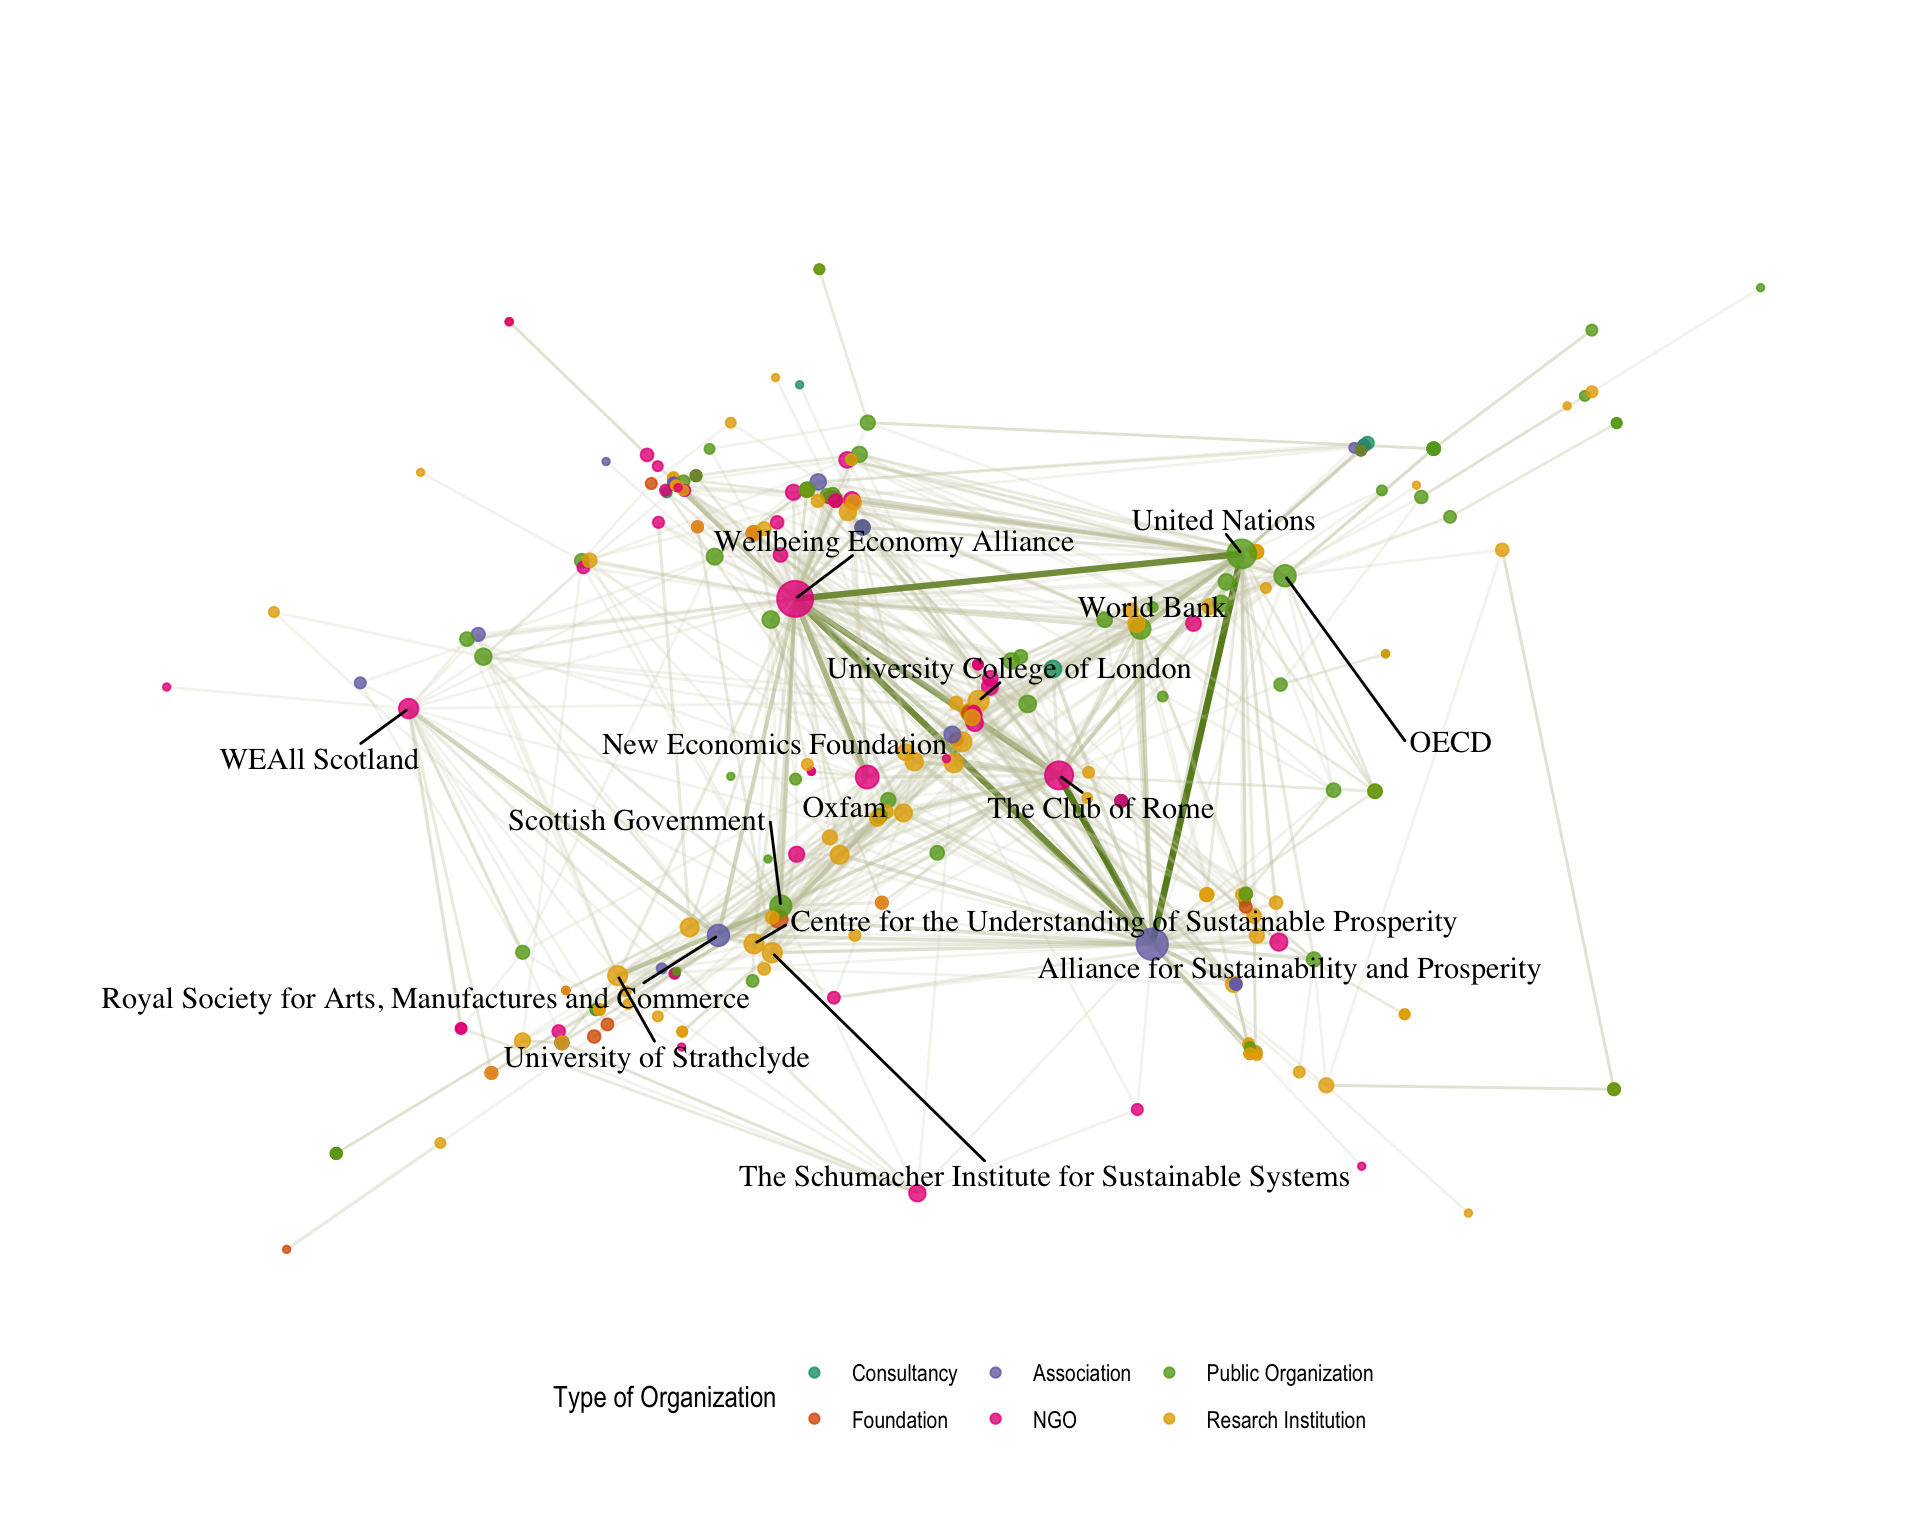 United Nations
Wellbeing Economy Alliance
World Bank
University College of London
OECD
New Economics Foundation
WEAll Scotland
Oxfam
The Club of Rome
Scottish Government
Centre for the Understanding of Sustainable Prosperity
Alliance for Sustainability and Prosperity
Royal Society for Arts, Manufactures and Commerce
University of Strathclyde
The Schumacher Institute for Sustainable Systems
Type of Organization
Consultancy
Association
Public Organization
Foundation
NGO
Resarch Institution